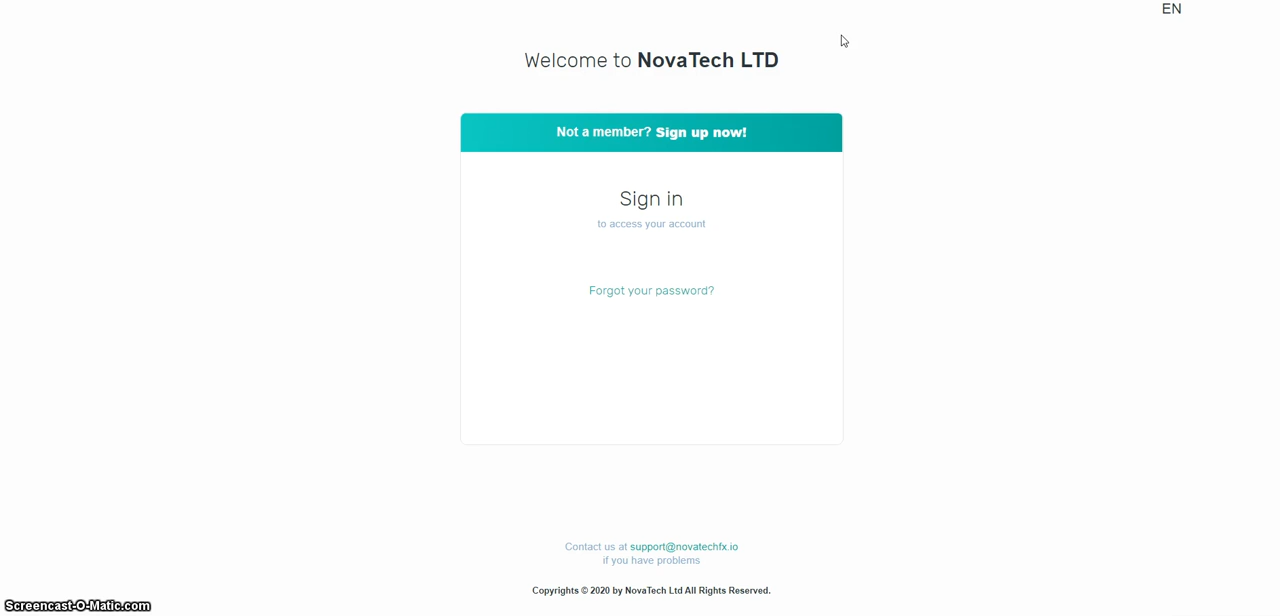 EN
Welcome to NovaTech LTD
Not a member? Sign up now!
Sign in
to access your account
Forgot your password?
Contact us at support@novatechfx.io
if you have problems
Copyrights © 2020 by NovaTech Ltd All Rights Reserved.
Screencast-O-Matic.com